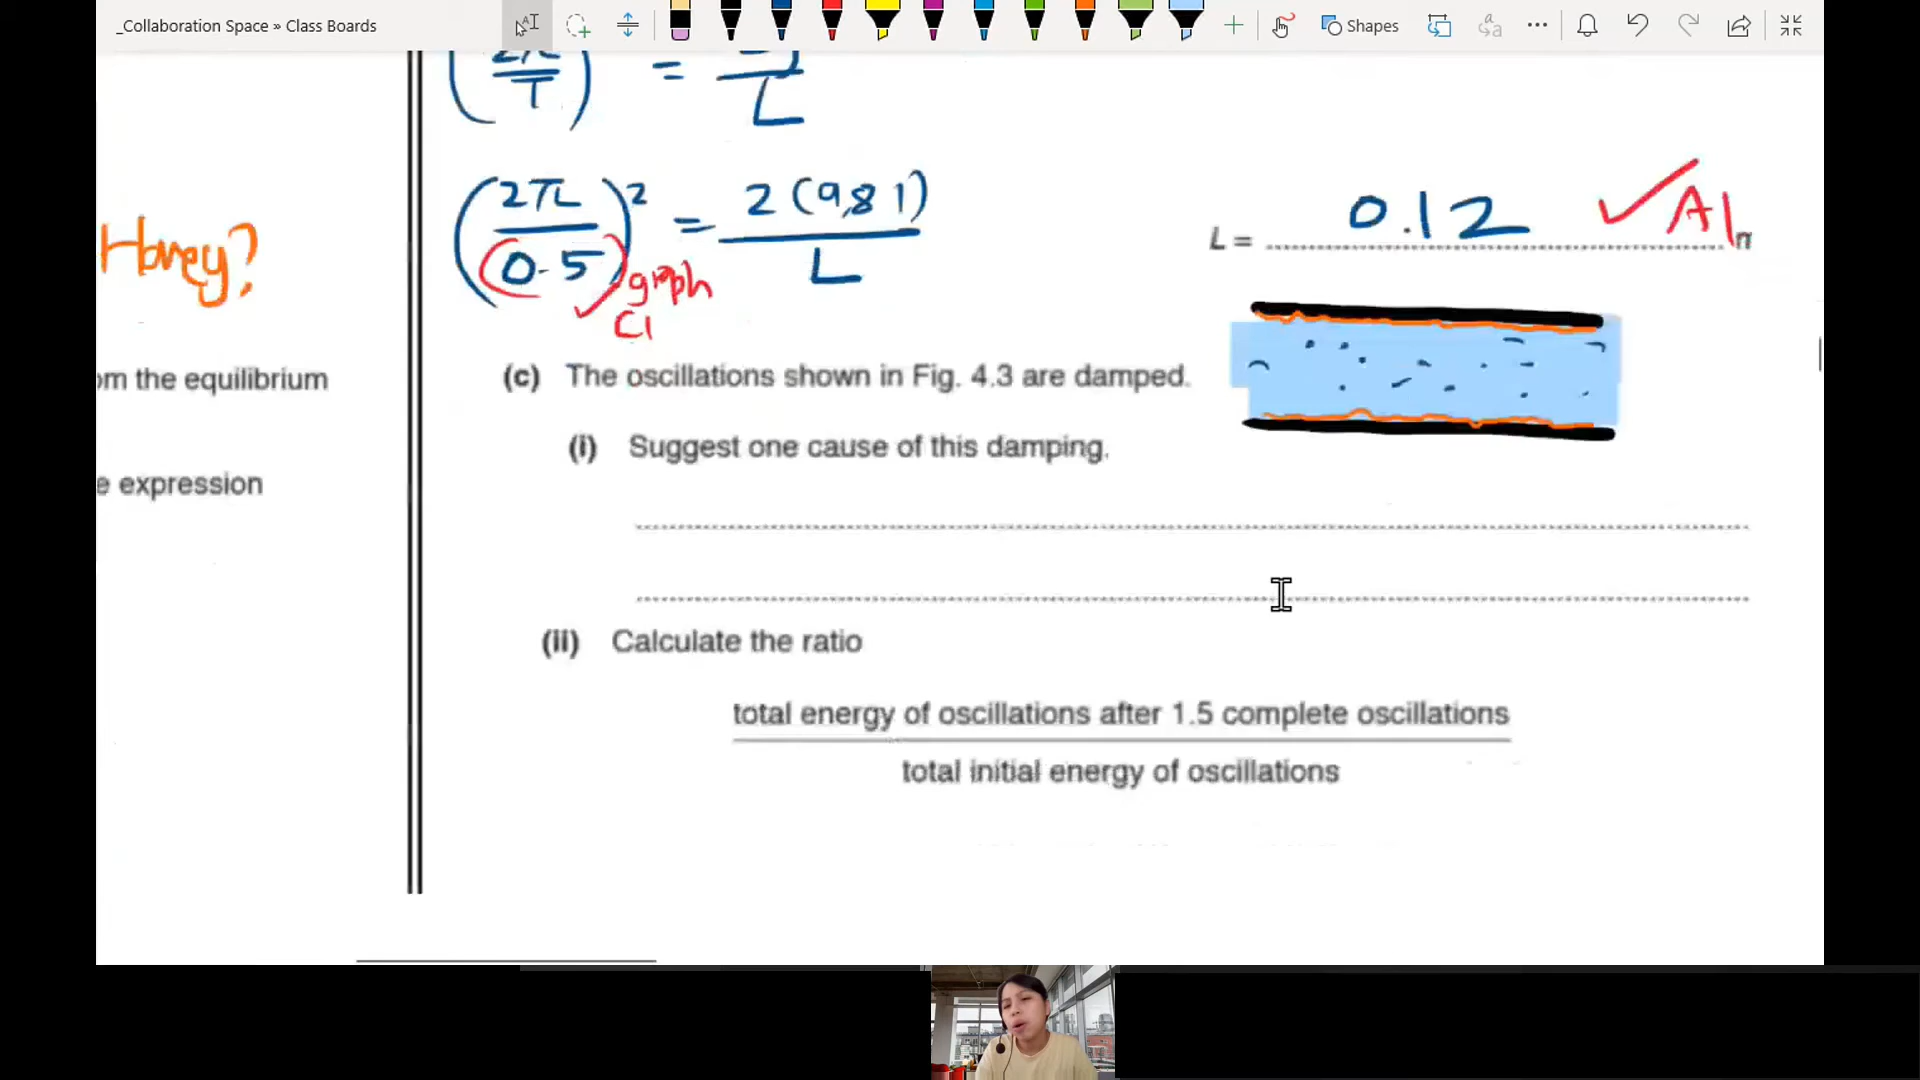 _Collaboration Space » Class Boards
Shapes
T
=
L
(2π/0.5)² = 2(9.81)/L
graph
C1
L = 0.12 ✓A1
Honey?
om the equilibrium
e expression
(c) The oscillations shown in Fig. 4.3 are damped.
(i) Suggest one cause of this damping.
(ii) Calculate the ratio
total energy of oscillations after 1.5 complete oscillations
total initial energy of oscillations